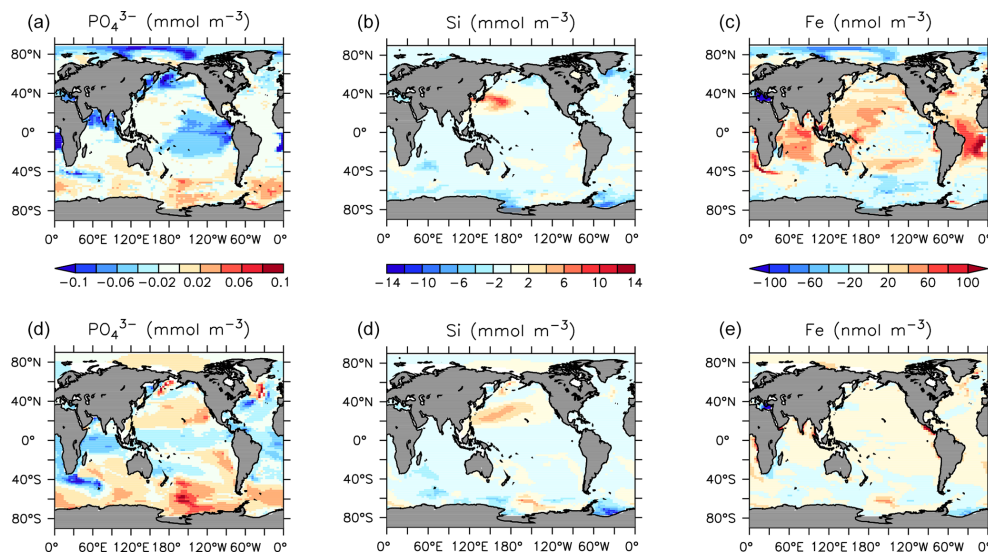 (a) PO₄³⁻ (mmol m⁻³)
(b) Si (mmol m⁻³)
(c) Fe (nmol m⁻³)
80°N
40°N
0°
40°S
80°S
0° 60°E 120°E 180° 120°W 60°W 0°
80°N
40°N
0°
40°S
80°S
0° 60°E 120°E 180° 120°W 60°W 0°
80°N
40°N
0°
40°S
80°S
0° 60°E 120°E 180° 120°W 60°W 0°
−0.1 −0.06 −0.02 0.02 0.06 0.1
−14 −10 −6 −2 2 6 10 14
−100 −60 −20 20 60 100
(d) PO₄³⁻ (mmol m⁻³)
(d) Si (mmol m⁻³)
(e) Fe (nmol m⁻³)
80°N
40°N
0°
40°S
80°S
0° 60°E 120°E 180° 120°W 60°W 0°
80°N
40°N
0°
40°S
80°S
0° 60°E 120°E 180° 120°W 60°W 0°
80°N
40°N
0°
40°S
80°S
0° 60°E 120°E 180° 120°W 60°W 0°